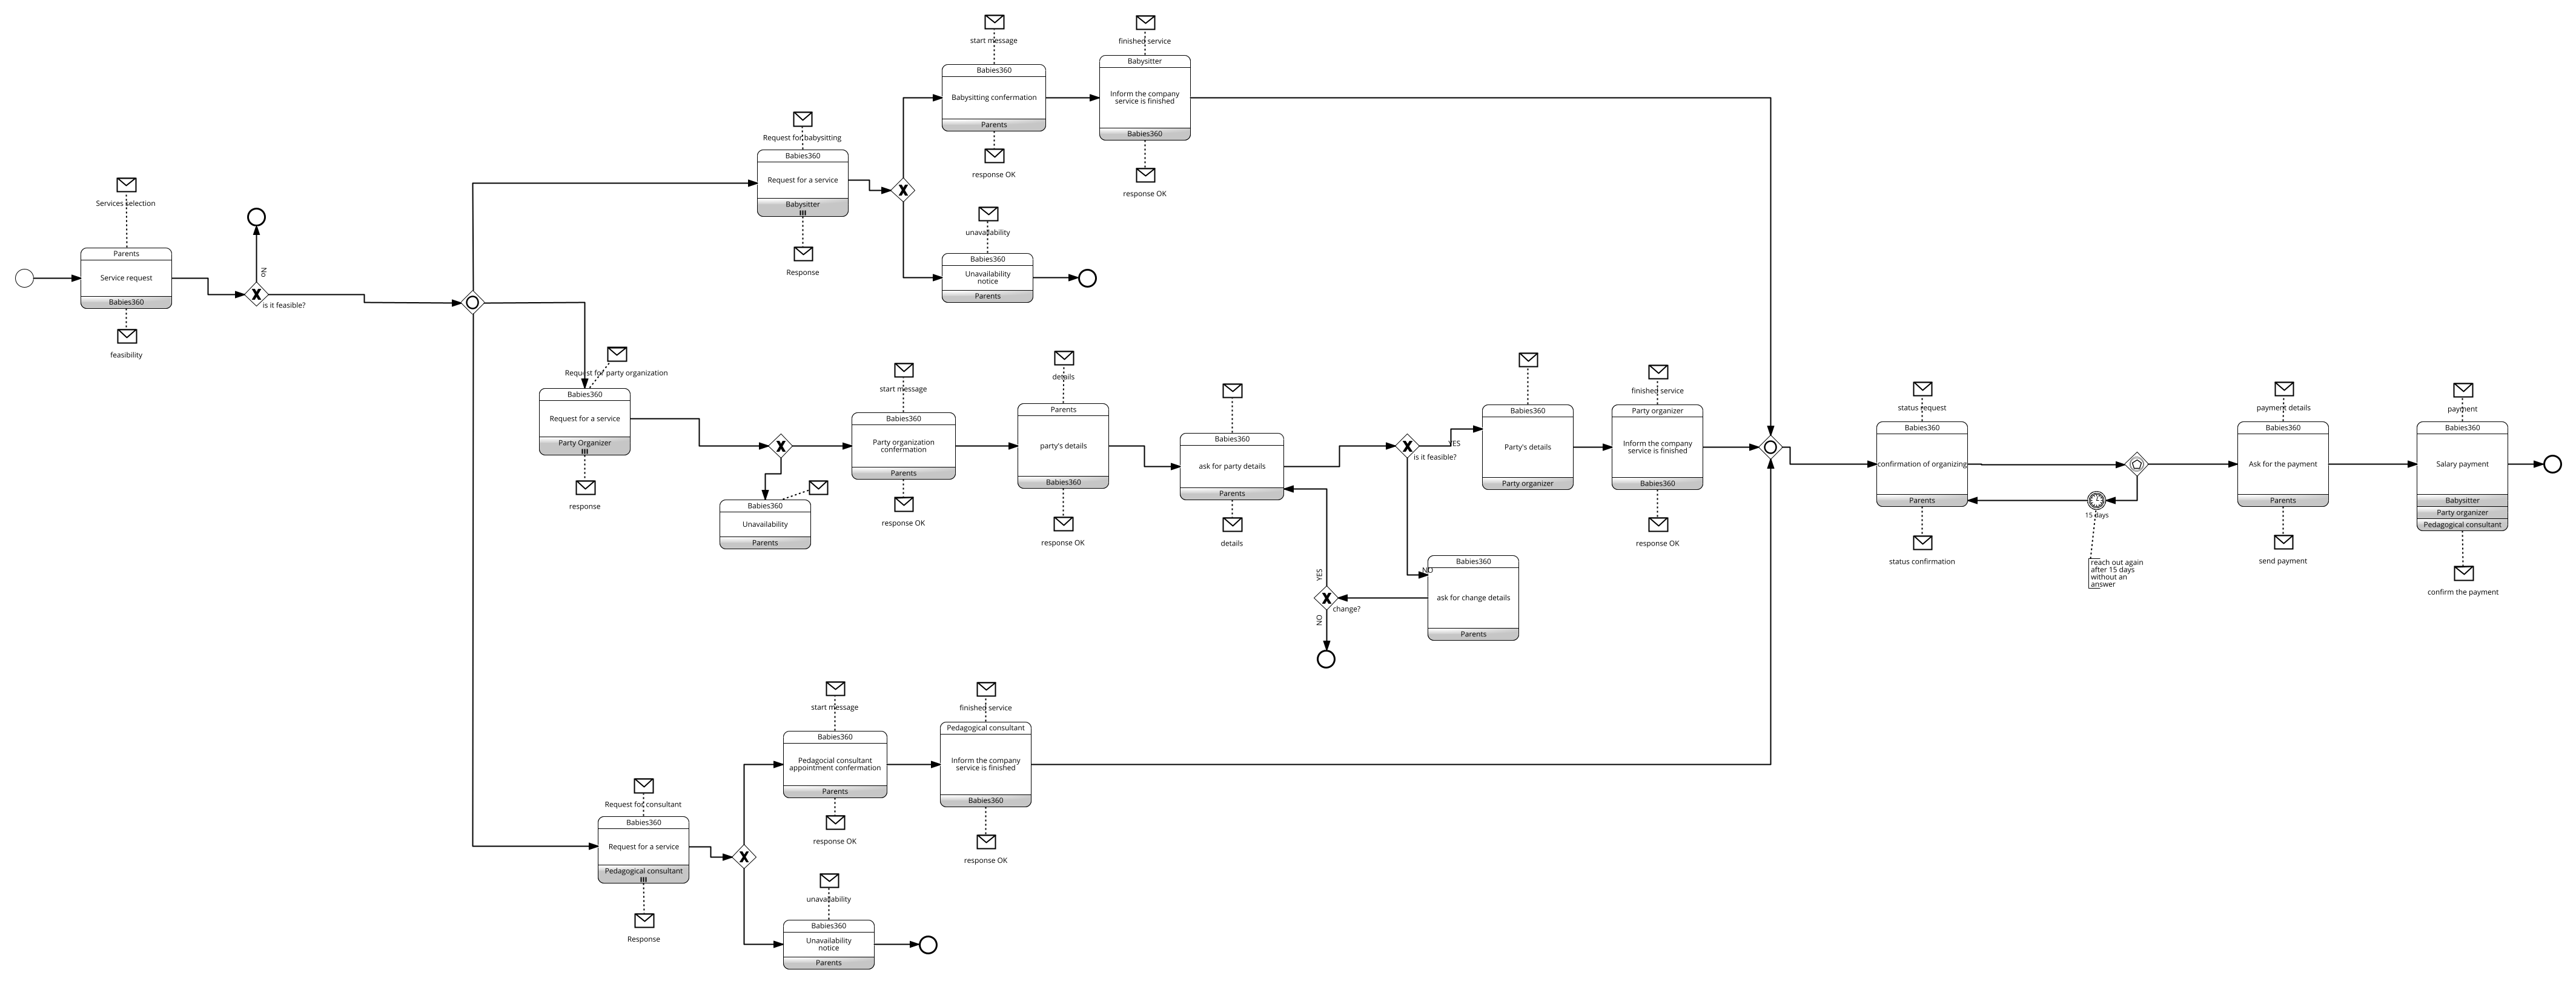 Services selection
Parents
Service request
Babies360
feasibility
No
is it feasible?
Request for babysitting
Babies360
Request for a service
Babysitter
Response
start message
Babies360
Babysitting confermation
Parents
response OK
finished service
Babysitter
Inform the company
service is finished
Babies360
response OK
unavailability
Babies360
Unavailability
notice
Parents
Request for party organization
Babies360
Request for a service
Party Organizer
response
Babies360
Unavailability
Parents
start message
Babies360
Party organization
confermation
Parents
response OK
details
Parents
party's details
Babies360
response OK
Babies360
ask for party details
Parents
details
is it feasible?
YES
NO
Babies360
Party's details
Party organizer
finished service
Party organizer
Inform the company
service is finished
Babies360
response OK
Babies360
ask for change details
Parents
change?
YES
NO
Request for consultant
Babies360
Request for a service
Pedagogical consultant
Response
start message
Babies360
Pedagocial consultant
appointment confermation
Parents
response OK
finished service
Pedagogical consultant
Inform the company
service is finished
Babies360
response OK
unavailability
Babies360
Unavailability
notice
Parents
status request
Babies360
confirmation of organizing
Parents
status confirmation
15 days
reach out again
after 15 days
without an
answer
payment details
Babies360
Ask for the payment
Parents
send payment
payment
Babies360
Salary payment
Babysitter
Party organizer
Pedagogical consultant
confirm the payment